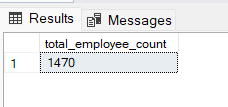 Results Messages
total_employee_count
1 1470